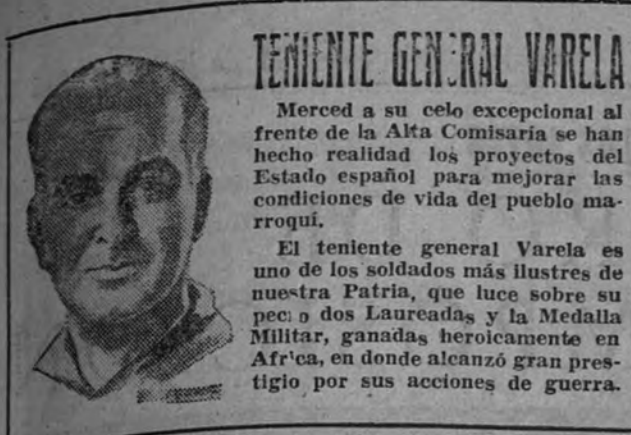 TENIENTE GENERAL VARELA
Merced a su celo excepcional al
frente de la Alta Comisaría se han
hecho realidad los proyectos del
Estado español para mejorar las
condiciones de vida del pueblo ma-
rroquí.
El teniente general Varela es
uno de los soldados más ilustres de
nuestra Patria, que luce sobre su
pecho dos Laureadas y la Medalla
Militar, ganadas heroicamente en
Africa, en donde alcanzó gran pres-
tigio por sus acciones de guerra.